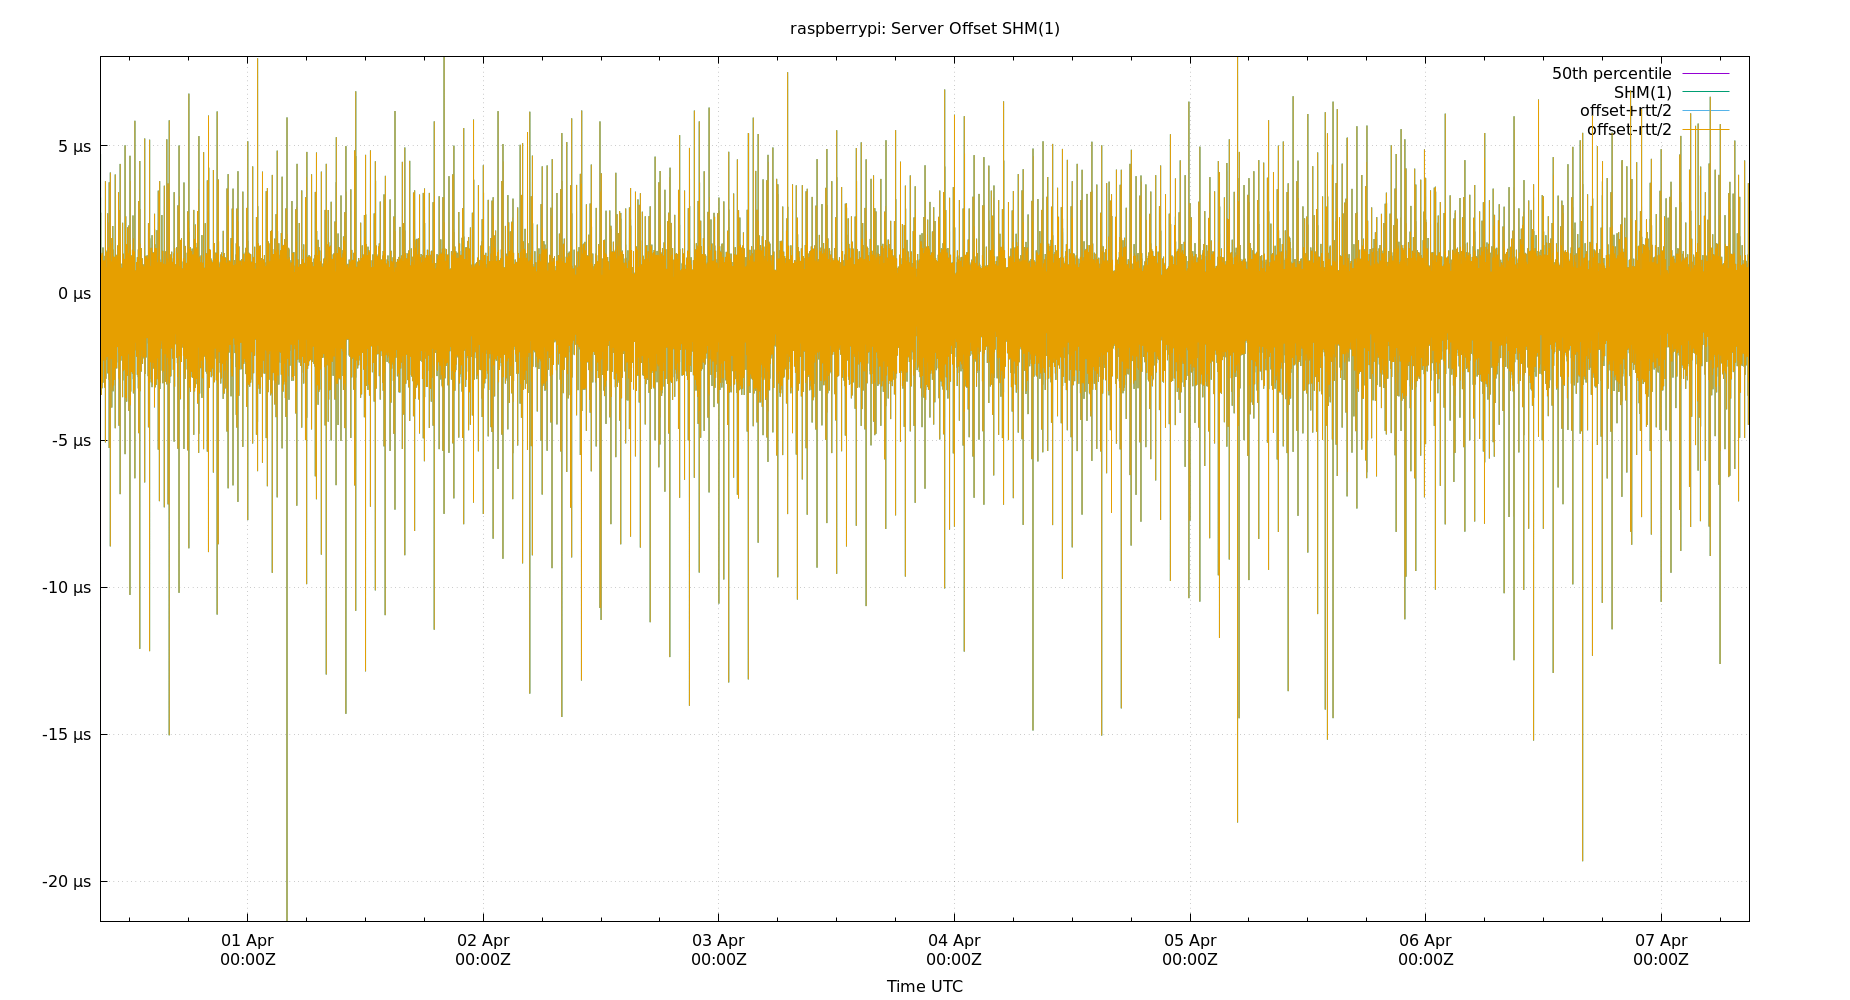 raspberrypi: Server Offset SHM(1)
50th percentile
SHM(1)
offset+rtt/2
offset-rtt/2
5 µs
0 µs
-5 µs
-10 µs
-15 µs
-20 µs
01 Apr 02 Apr 03 Apr 04 Apr 05 Apr 06 Apr 07 Apr
00:00Z 00:00Z 00:00Z 00:00Z 00:00Z 00:00Z 00:00Z
Time UTC